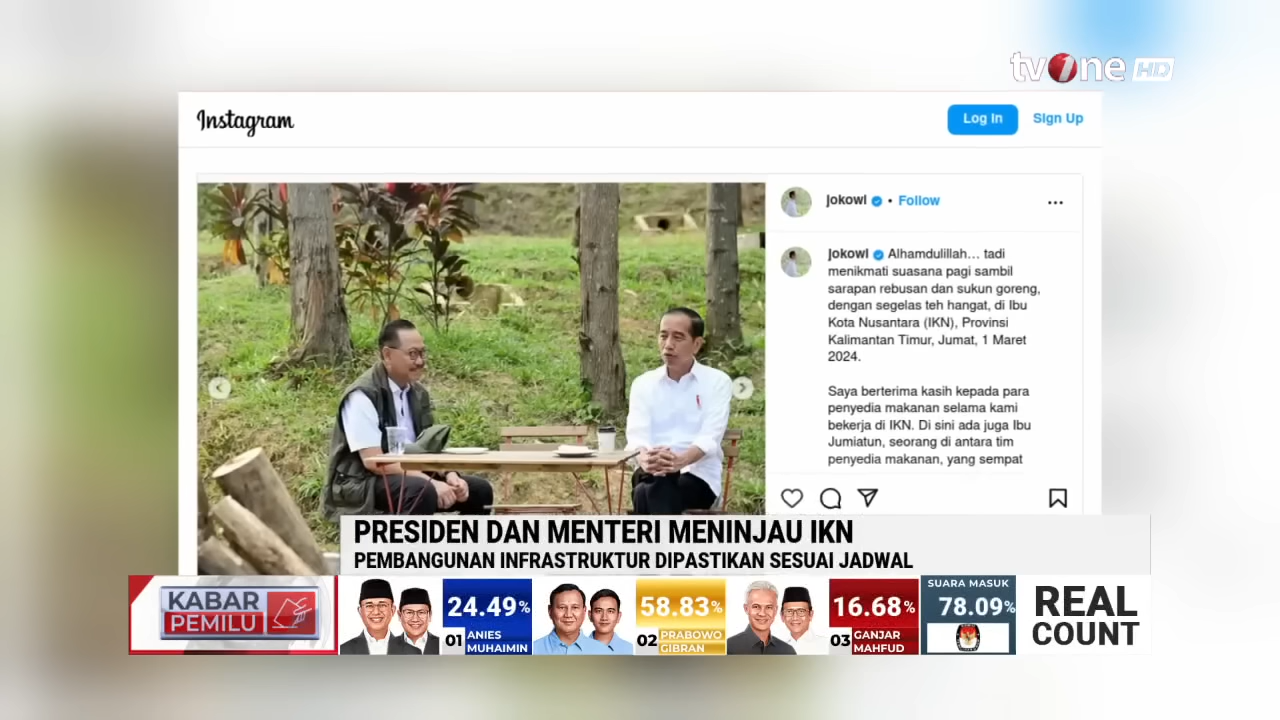 tvOne HD
Instagram
Log In
Sign Up
jokowi • Follow
jokowi Alhamdulillah… tadi
menikmati suasana pagi sambil
sarapan rebusan dan sukun goreng,
dengan segelas teh hangat, di Ibu
Kota Nusantara (IKN), Provinsi
Kalimantan Timur, Jumat, 1 Maret
2024.
Saya berterima kasih kepada para
penyedia makanan selama kami
bekerja di IKN. Di sini ada juga Ibu
Jumiatun, seorang di antara tim
penyedia makanan, yang sempat
PRESIDEN DAN MENTERI MENINJAU IKN
PEMBANGUNAN INFRASTRUKTUR DIPASTIKAN SESUAI JADWAL
KABAR
PEMILU
24.49%
01 ANIES
MUHAIMIN
58.83%
02 PRABOWO
GIBRAN
16.68%
03 GANJAR
MAHFUD
SUARA MASUK
78.09%
REAL
COUNT